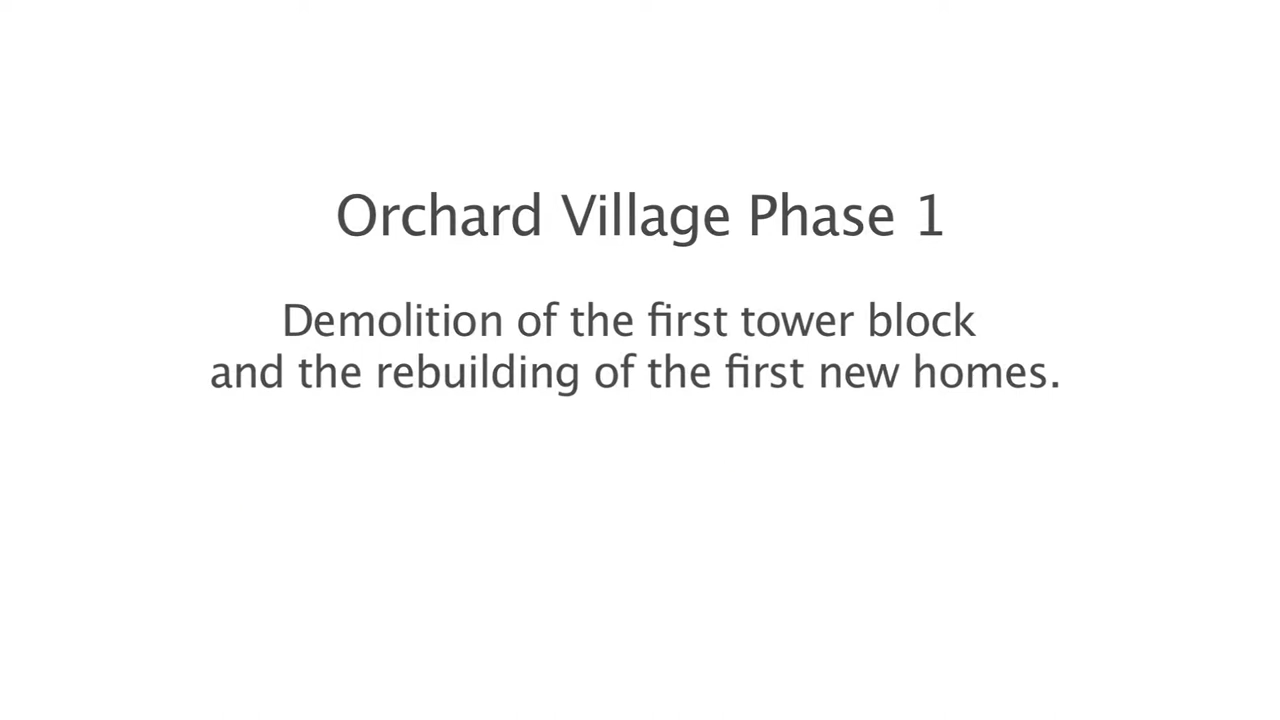 Orchard Village Phase 1
Demolition of the first tower block
and the rebuilding of the first new homes.